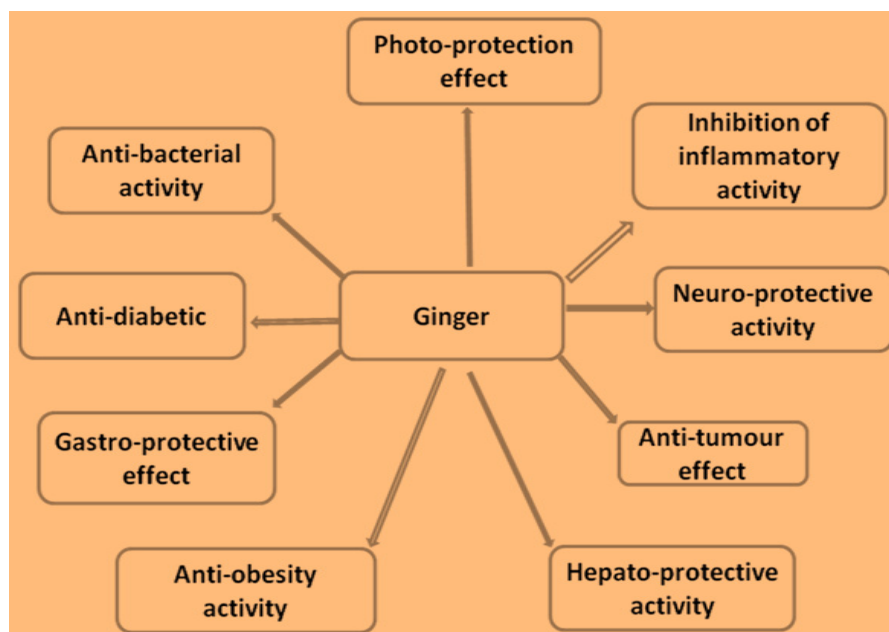 Photo-protection
effect
Inhibition of
inflammatory
activity
Anti-bacterial
activity
Anti-diabetic
Ginger
Neuro-protective
activity
Gastro-protective
effect
Anti-tumour
effect
Anti-obesity
activity
Hepato-protective
activity